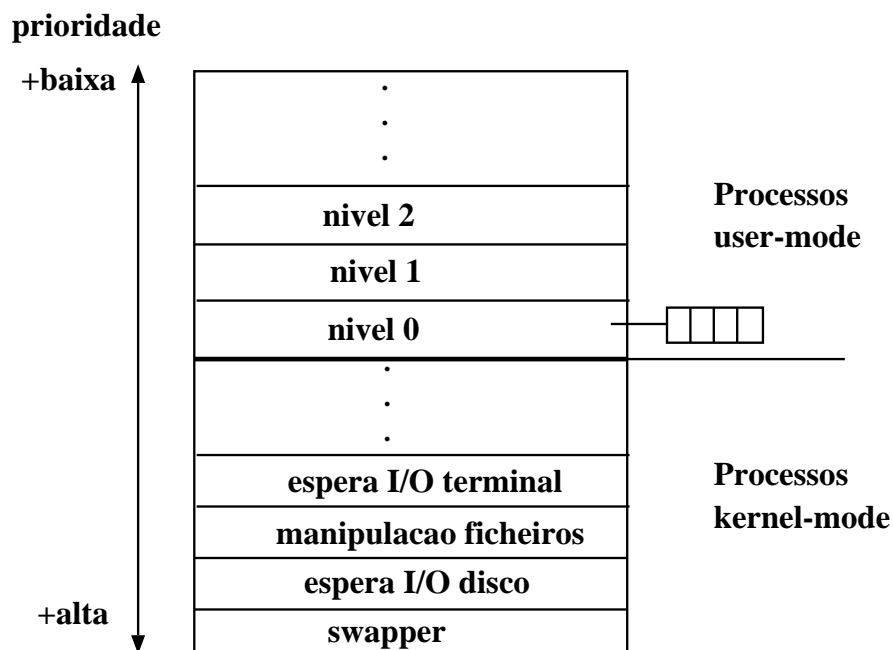 prioridade
+baixa
.
.
.
nivel 2
Processos
user-mode
nivel 1
nivel 0
.
.
.
espera I/O terminal
Processos
kernel-mode
manipulacao ficheiros
espera I/O disco
+alta
swapper